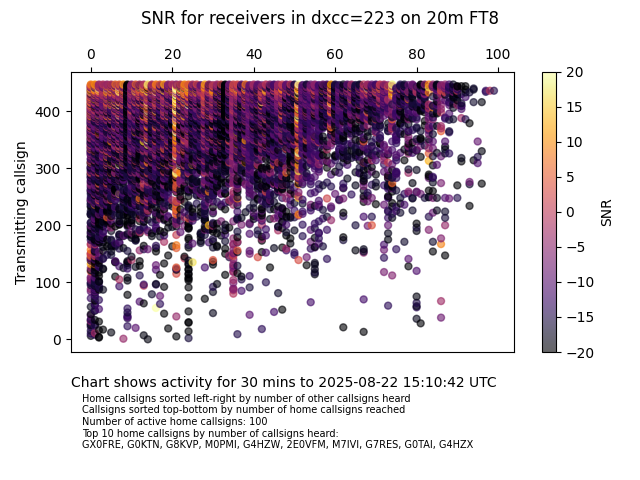 SNR for receivers in dxcc=223 on 20m FT8
0 20 40 60 80 100
400
300
200
100
0
Transmitting callsign
20
15
10
5
0
−5
−10
−15
−20
SNR
Chart shows activity for 30 mins to 2025-08-22 15:10:42 UTC
Home callsigns sorted left-right by number of other callsigns heard
Callsigns sorted top-bottom by number of home callsigns reached
Number of active home callsigns: 100
Top 10 home callsigns by number of callsigns heard:
GX0FRE, G0KTN, G8KVP, M0PMI, G4HZW, 2E0VFM, M7IVI, G7RES, G0TAI, G4HZX